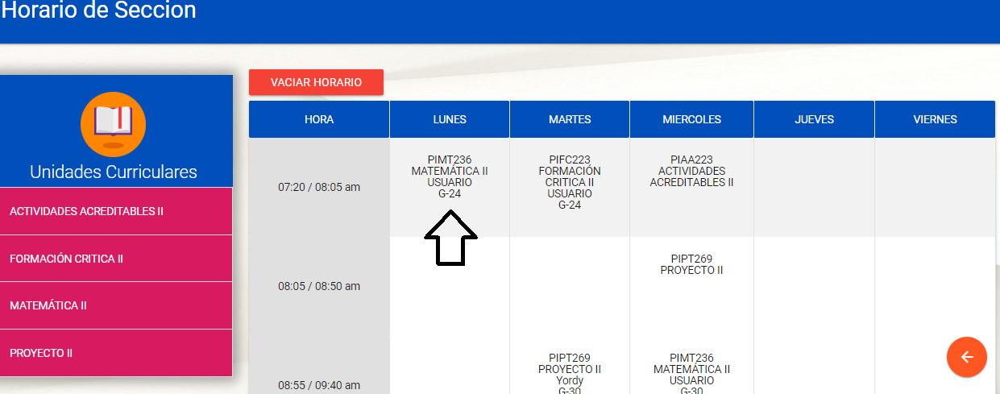 Horario de Seccion
Unidades Curriculares
ACTIVIDADES ACREDITABLES II
FORMACIÓN CRITICA II
MATEMÁTICA II
PROYECTO II
VACIAR HORARIO
HORA
LUNES
MARTES
MIERCOLES
JUEVES
VIERNES
07:20 / 08:05 am
PIMT236
MATEMÁTICA II
USUARIO
G-24
PIFC223
FORMACIÓN
CRITICA II
USUARIO
G-24
PIAA223
ACTIVIDADES
ACREDITABLES II
08:05 / 08:50 am
PIPT269
PROYECTO II
08:55 / 09:40 am
PIPT269
PROYECTO II
Yordy
G-30
PIMT236
MATEMÁTICA II
USUARIO
G-30